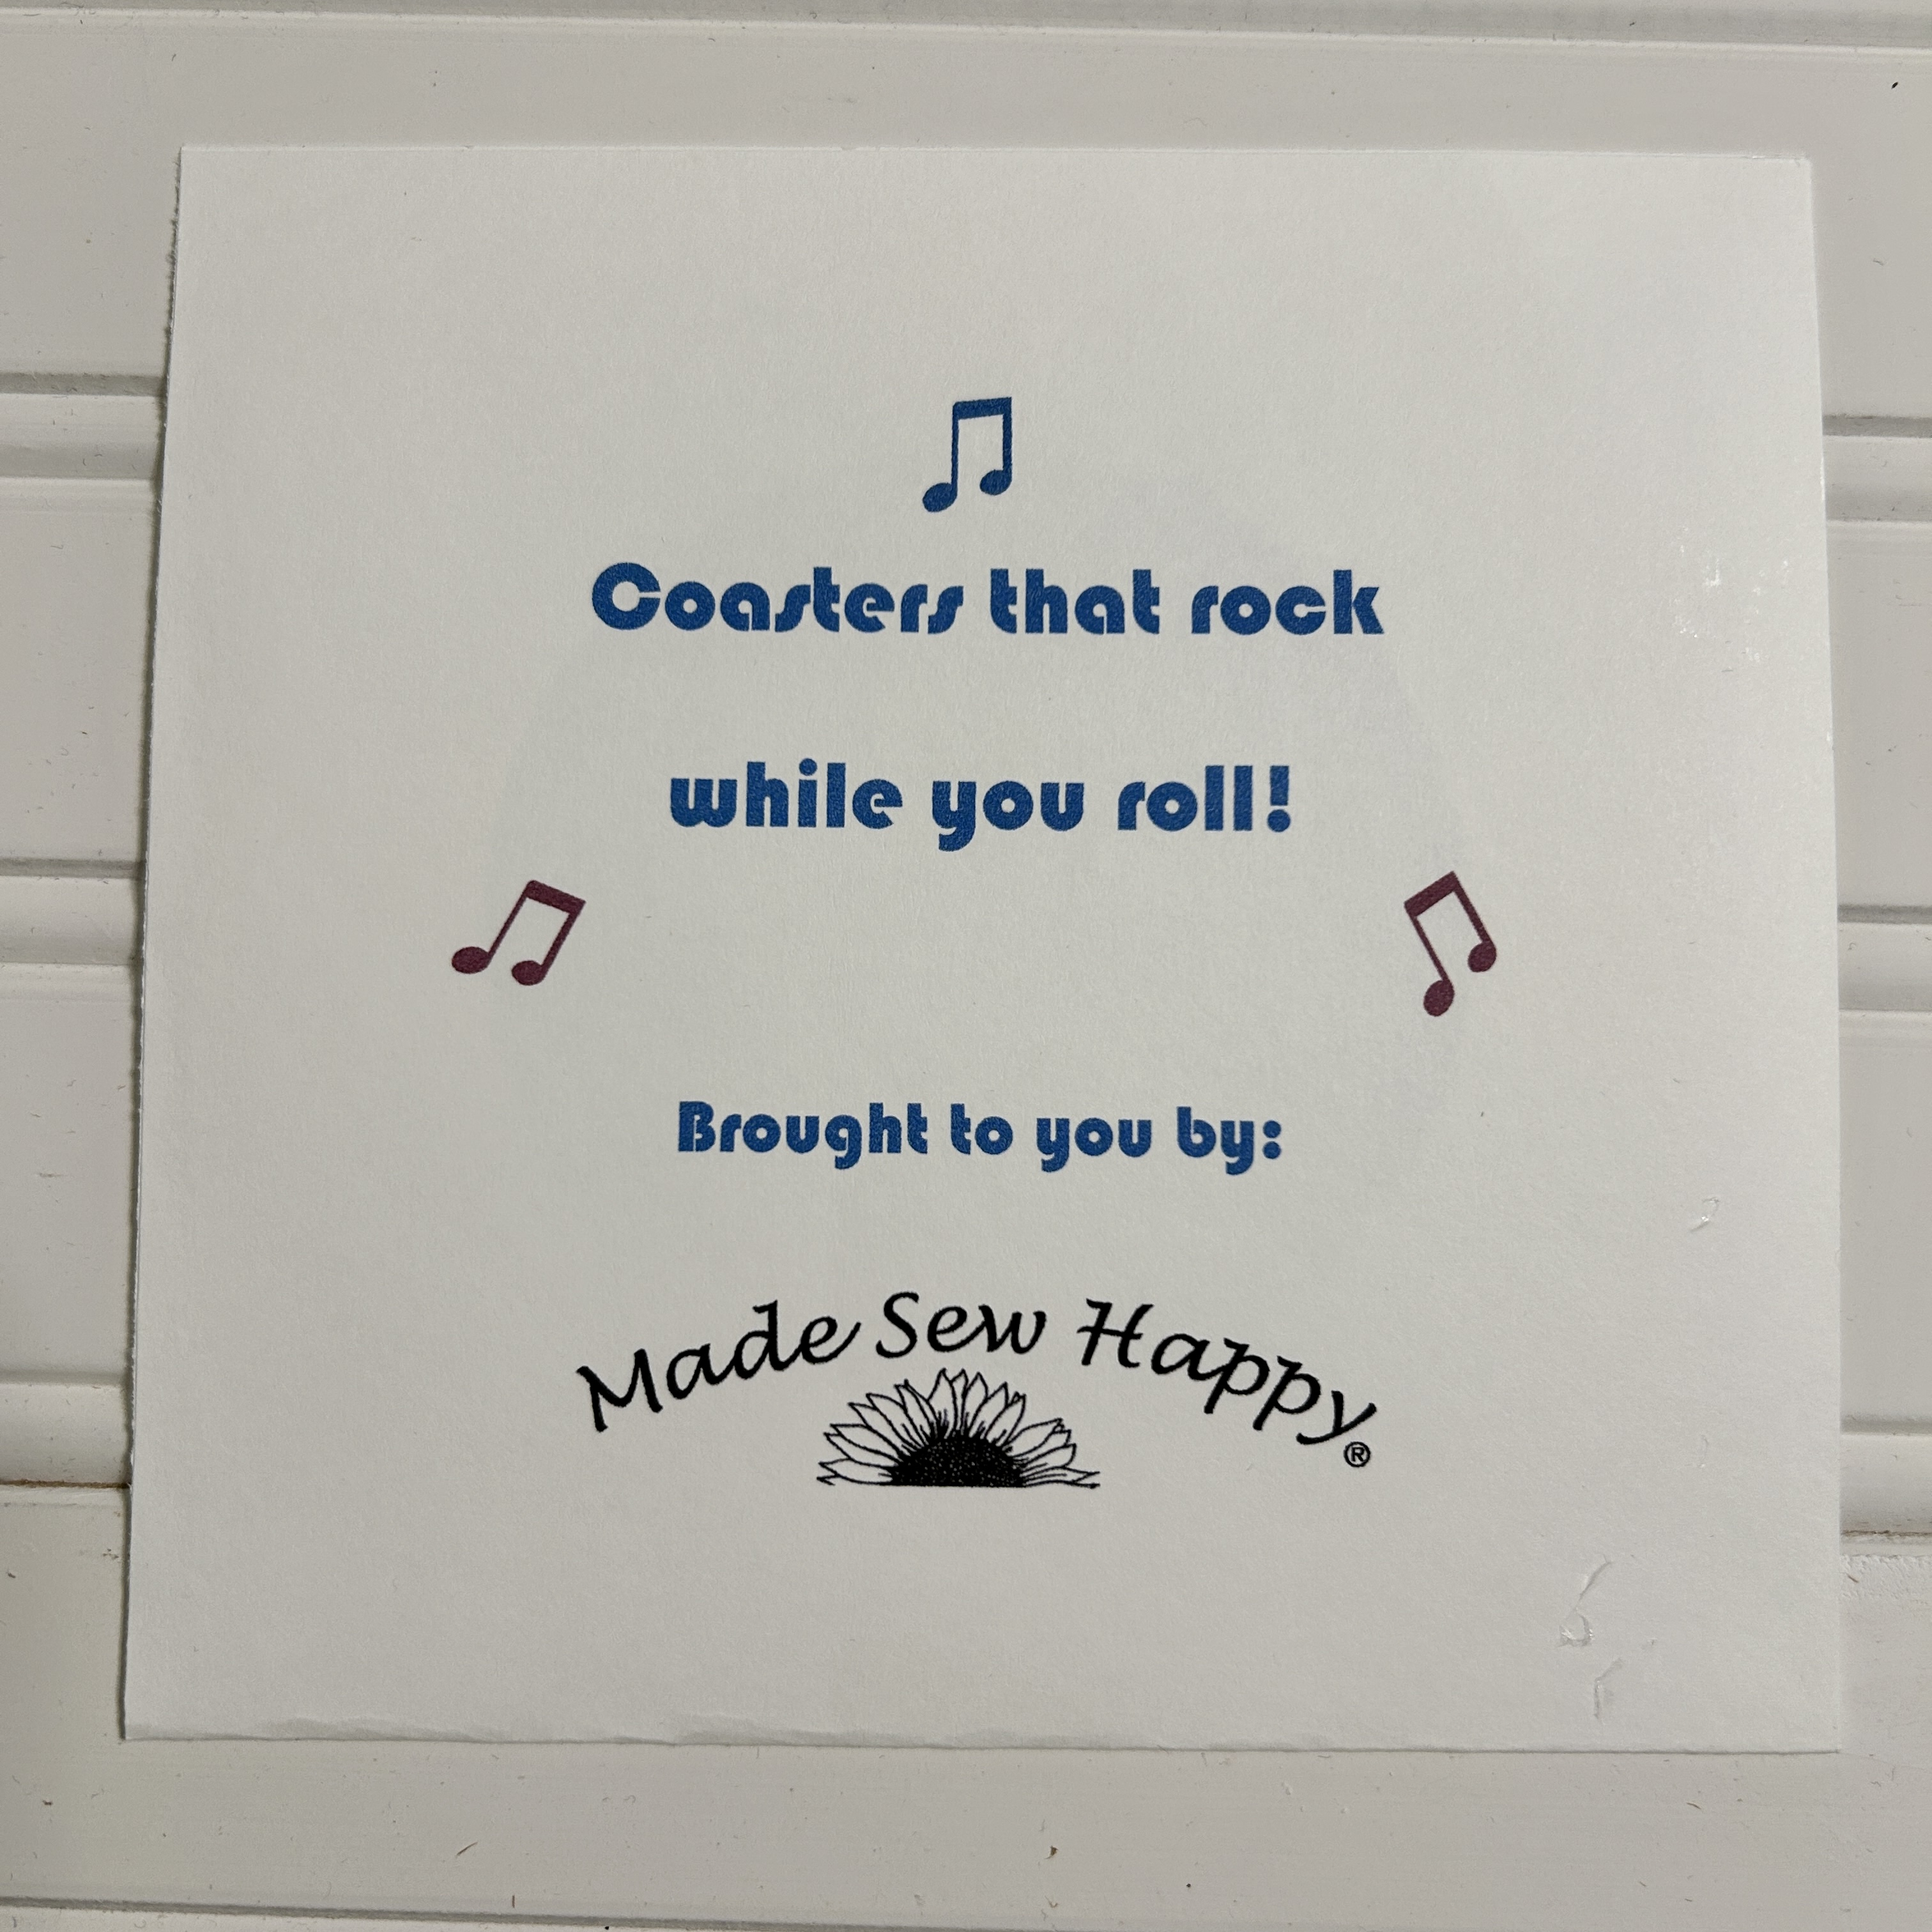 Coasters that rock
while you roll!
Brought to you by:
Made Sew Happy®